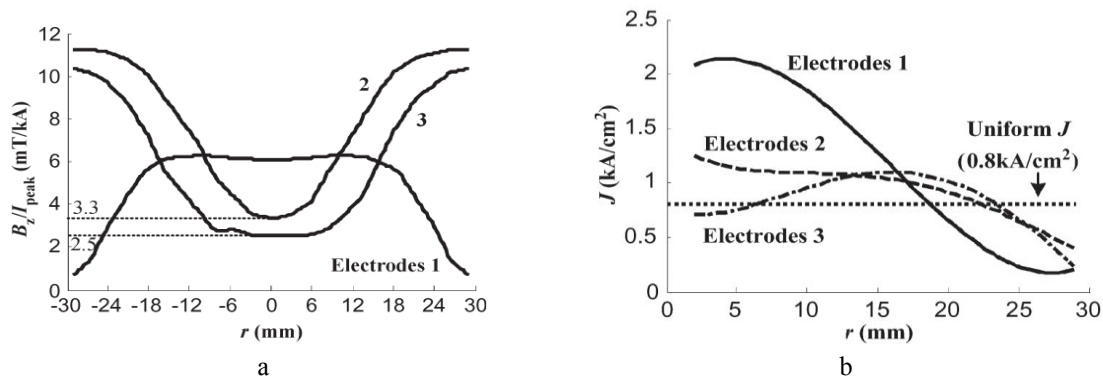 12
10
8
6
4
2
0
3.3
2.5
2
3
Electrodes 1
-30 -24 -18 -12 -6 0 6 12 18 24 30
r (mm)
B_z/I_peak (mT/kA)
a
2.5
2
1.5
1
0.5
0
Electrodes 1
Electrodes 2
Electrodes 3
Uniform J
(0.8kA/cm²)
0 5 10 15 20 25 30
r (mm)
J (kA/cm²)
b